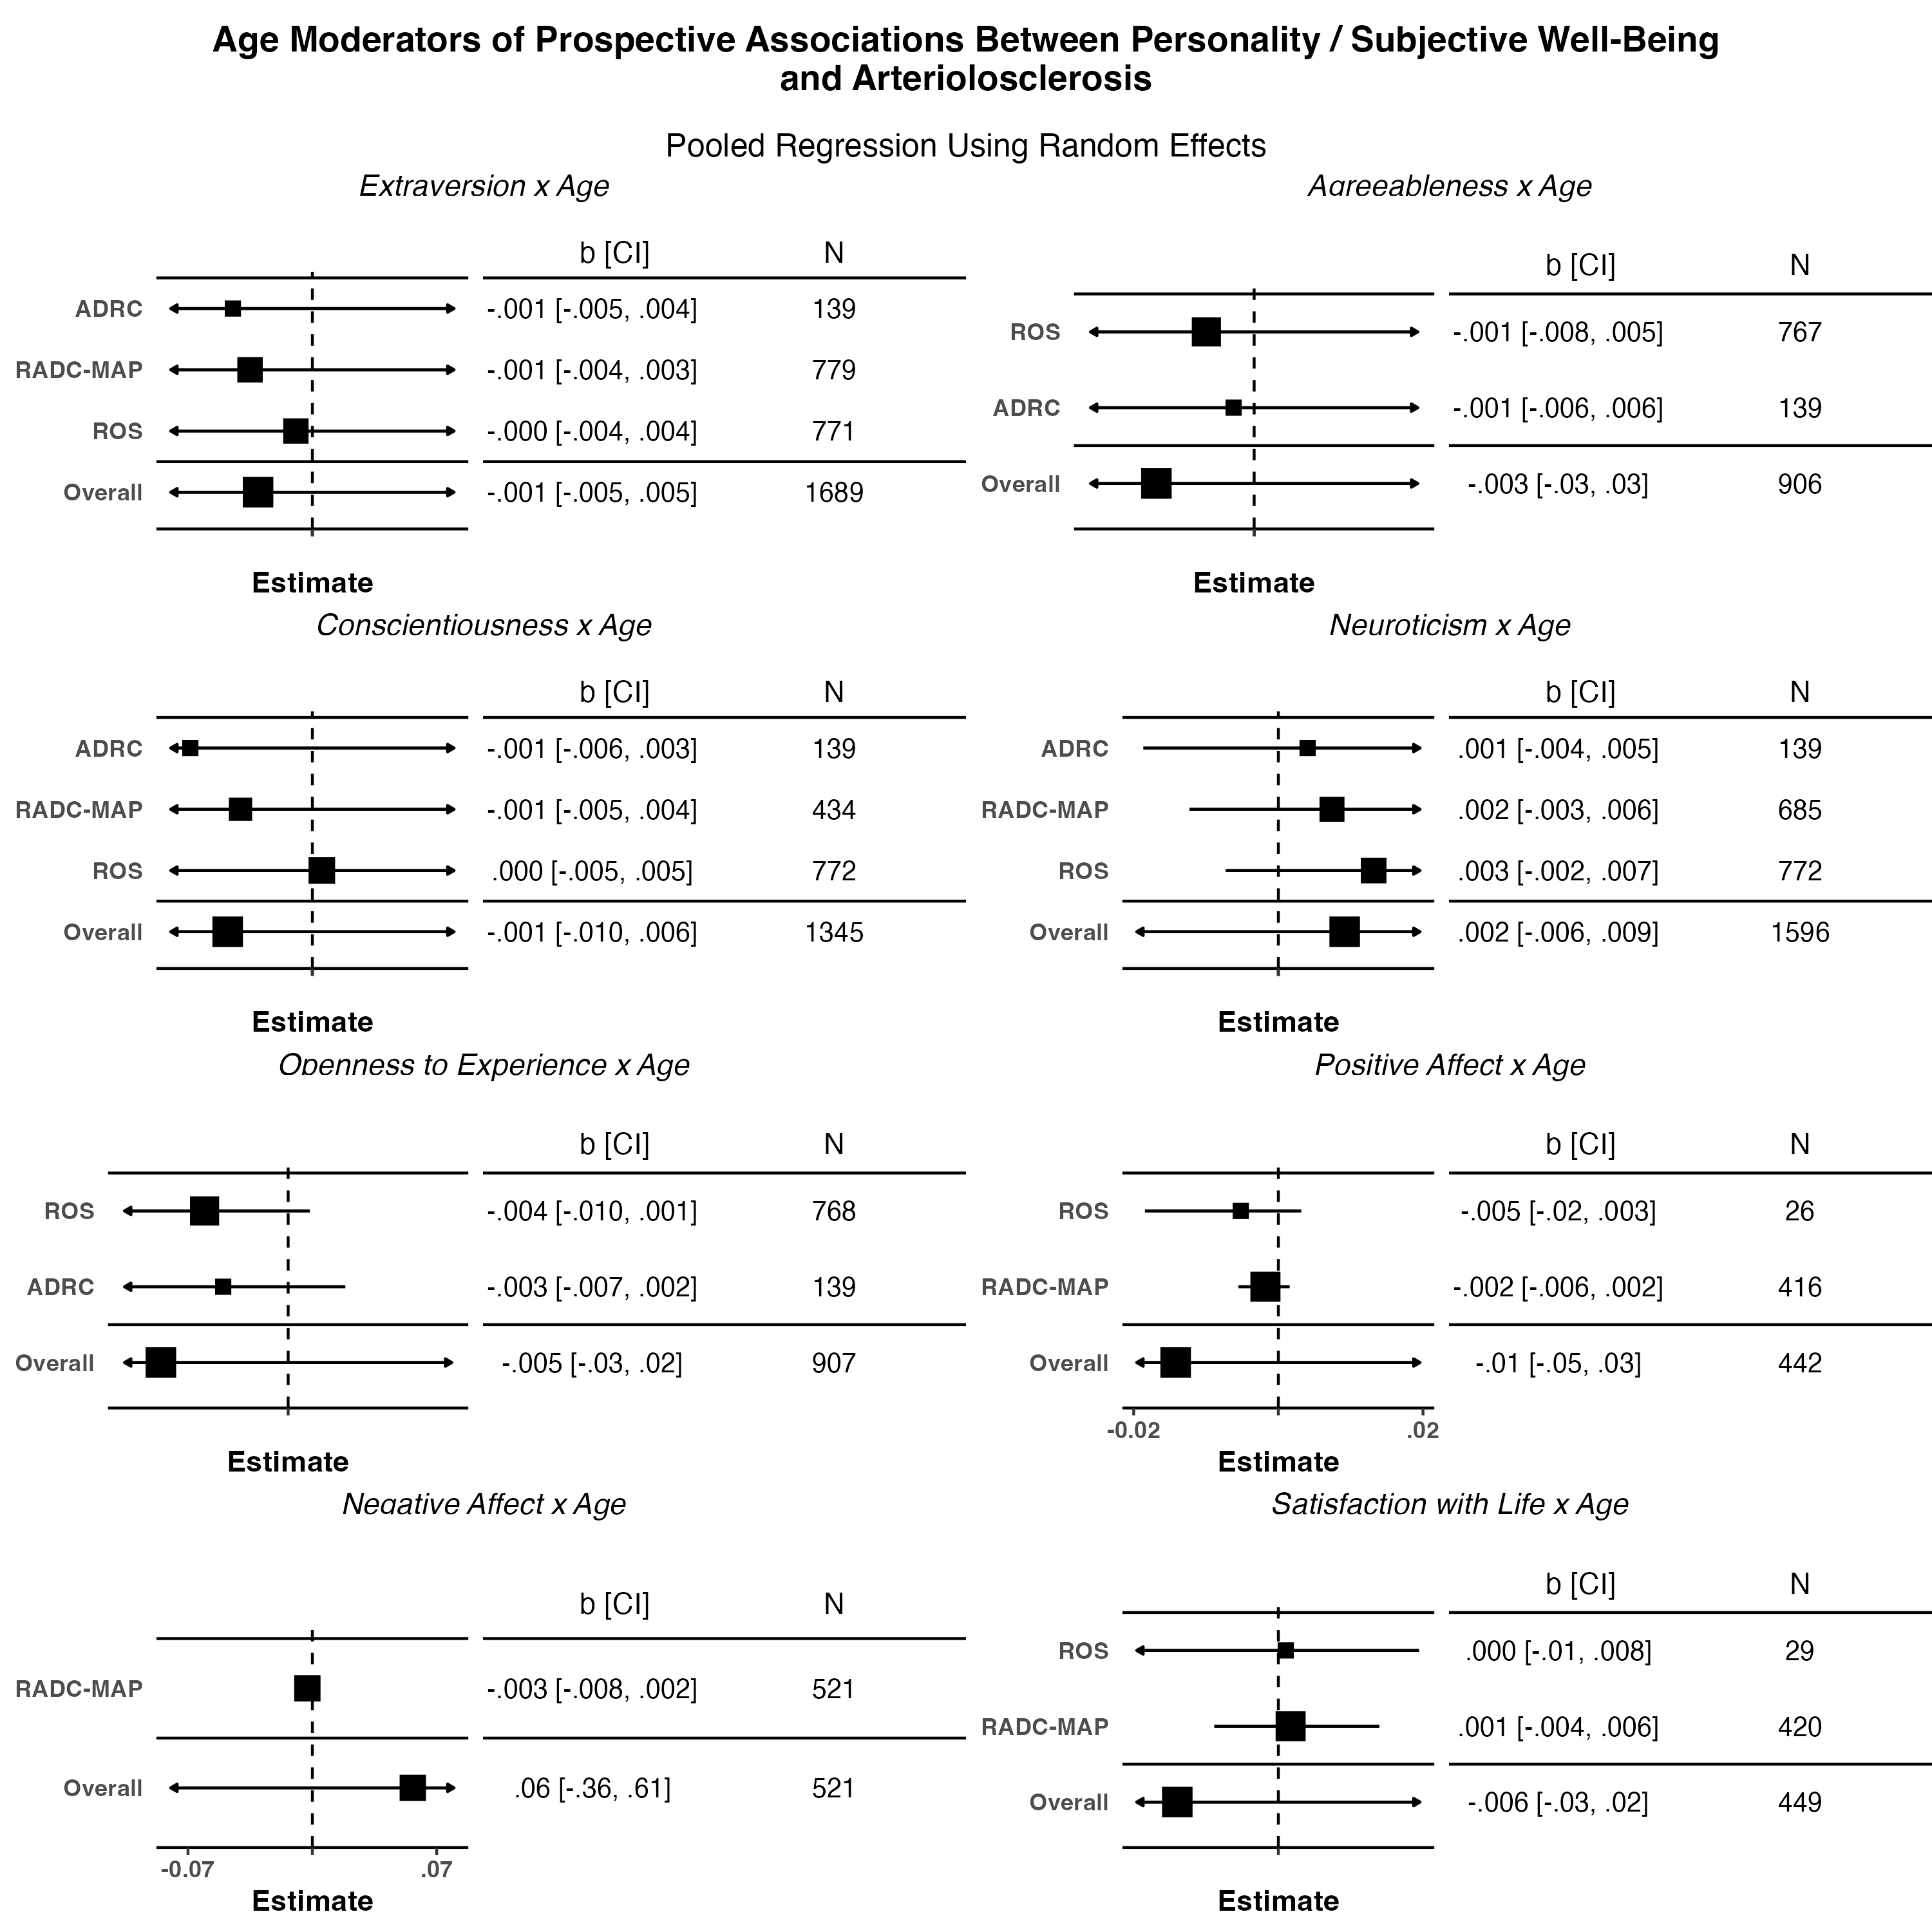 Age Moderators of Prospective Associations Between Personality / Subjective Well-Being
and Arteriolosclerosis
Pooled Regression Using Random Effects
Extraversion x Age
b [CI] N
ADRC -.001 [-.005, .004] 139
RADC-MAP -.001 [-.004, .003] 779
ROS -.000 [-.004, .004] 771
Overall -.001 [-.005, .005] 1689
Estimate
Agreeableness x Age
b [CI] N
ROS -.001 [-.008, .005] 767
ADRC -.001 [-.006, .006] 139
Overall -.003 [-.03, .03] 906
Estimate
Conscientiousness x Age
b [CI] N
ADRC -.001 [-.006, .003] 139
RADC-MAP -.001 [-.005, .004] 434
ROS .000 [-.005, .005] 772
Overall -.001 [-.010, .006] 1345
Estimate
Neuroticism x Age
b [CI] N
ADRC .001 [-.004, .005] 139
RADC-MAP .002 [-.003, .006] 685
ROS .003 [-.002, .007] 772
Overall .002 [-.006, .009] 1596
Estimate
Openness to Experience x Age
b [CI] N
ROS -.004 [-.010, .001] 768
ADRC -.003 [-.007, .002] 139
Overall -.005 [-.03, .02] 907
Estimate
Positive Affect x Age
b [CI] N
ROS -.005 [-.02, .003] 26
RADC-MAP -.002 [-.006, .002] 416
Overall -.01 [-.05, .03] 442
-0.02 .02
Estimate
Negative Affect x Age
b [CI] N
RADC-MAP -.003 [-.008, .002] 521
Overall .06 [-.36, .61] 521
-0.07 .07
Estimate
Satisfaction with Life x Age
b [CI] N
ROS .000 [-.01, .008] 29
RADC-MAP .001 [-.004, .006] 420
Overall -.006 [-.03, .02] 449
Estimate